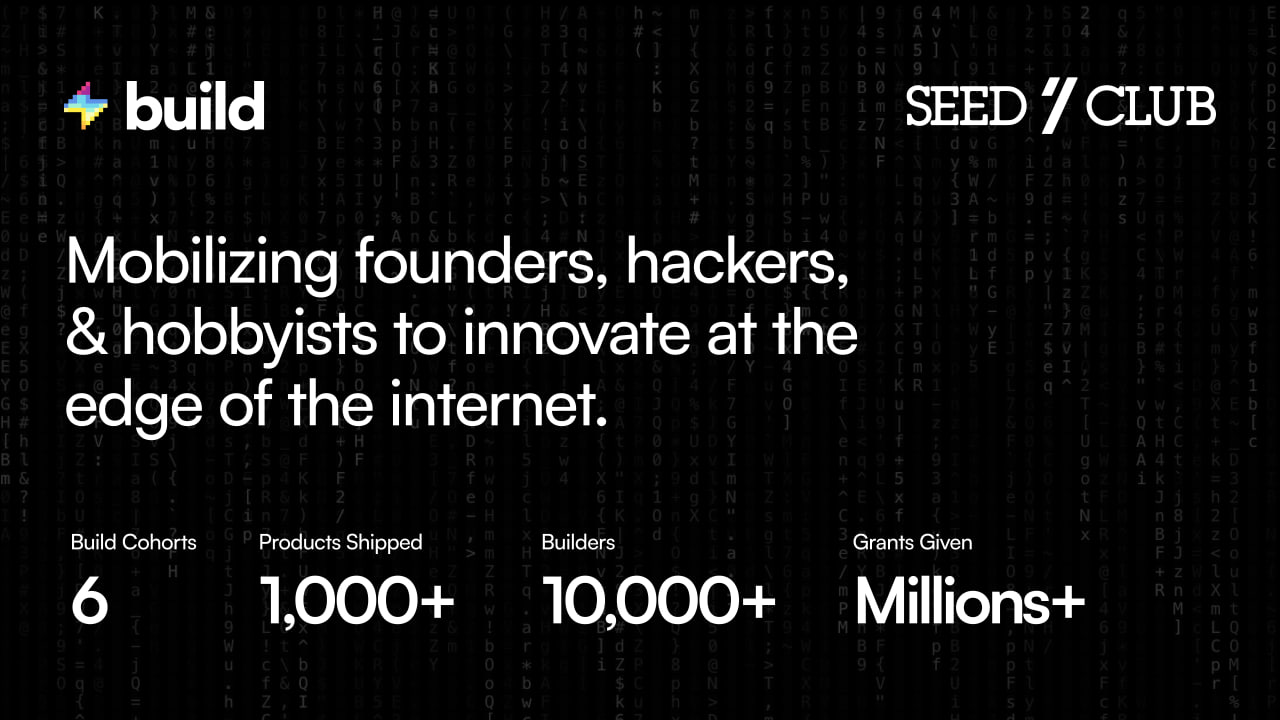 build
SEED CLUB
Mobilizing founders, hackers,
& hobbyists to innovate at the
edge of the internet.
Build Cohorts
6
Products Shipped
1,000+
Builders
10,000+
Grants Given
Millions+